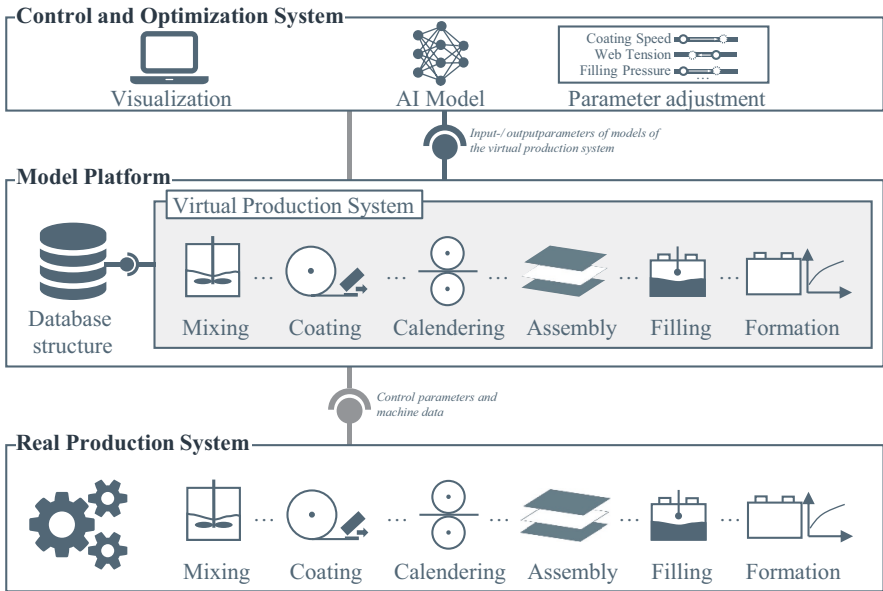 Control and Optimization System
Coating Speed
Web Tension
Filling Pressure
...
Visualization
AI Model
Parameter adjustment
Input-/ outputparameters of models of
the virtual production system
Model Platform
Virtual Production System
Database
structure
... ... ... ... ...
Mixing Coating Calendering Assembly Filling Formation
Control parameters and
machine data
Real Production System
... ... ... ... ...
Mixing Coating Calendering Assembly Filling Formation